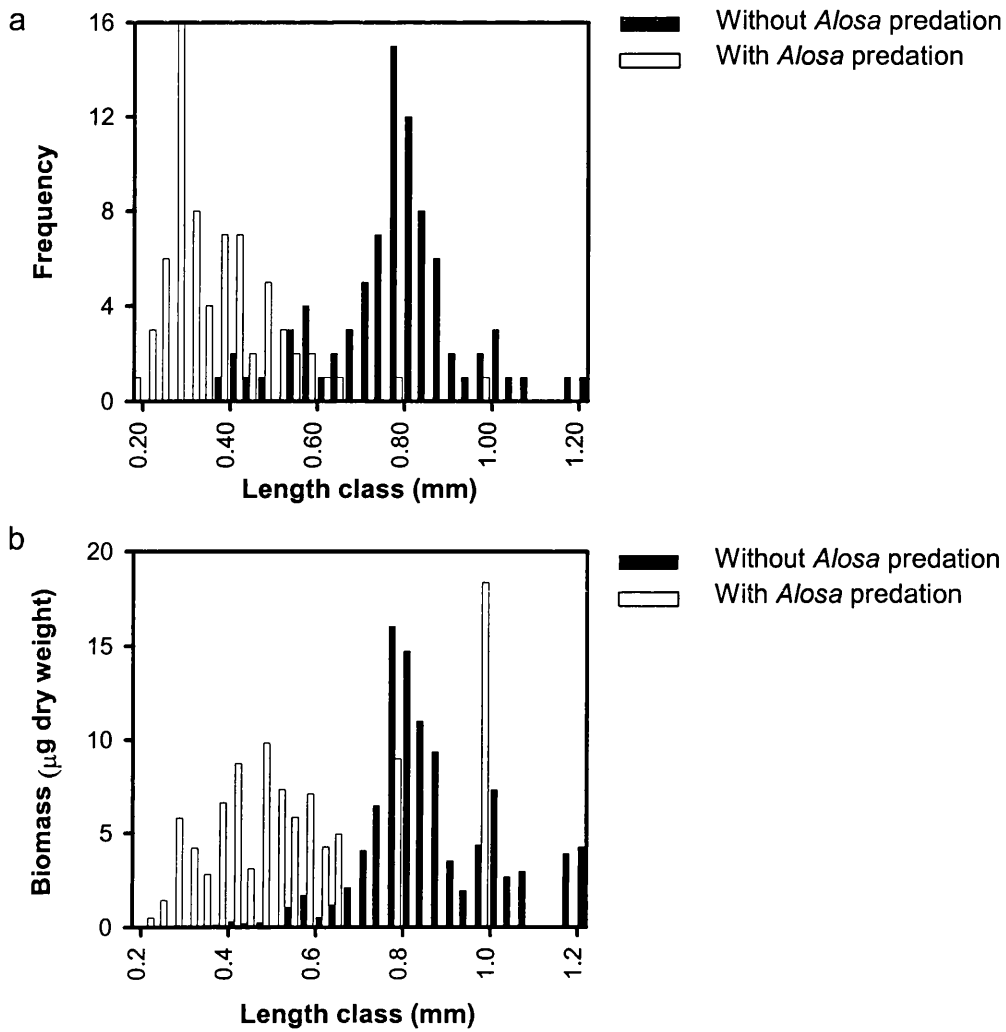 a
Without Alosa predation
With Alosa predation
16
12
8
4
0
Frequency
0.20
0.40
0.60
0.80
1.00
1.20
Length class (mm)
b
Without Alosa predation
With Alosa predation
20
15
10
5
0
Biomass (μg dry weight)
0.2
0.4
0.6
0.8
1.0
1.2
Length class (mm)